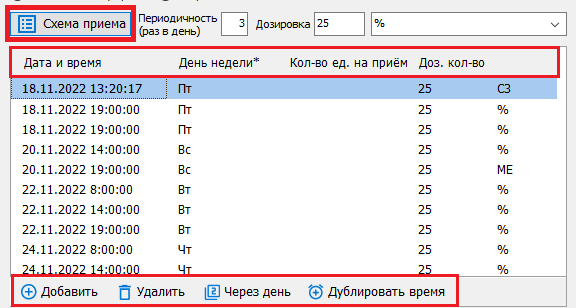 Схема приема Периодичность (раз в день) 3 Дозировка 25 %
Дата и время День недели* Кол-во ед. на приём Доз. кол-во
18.11.2022 13:20:17 Пт 25 СЗ
18.11.2022 19:00:00 Пт 25 %
18.11.2022 19:00:00 Пт 25 %
20.11.2022 14:00:00 Вс 25 %
20.11.2022 19:00:00 Вс 25 МЕ
22.11.2022 8:00:00 Вт 25 %
22.11.2022 14:00:00 Вт 25 %
22.11.2022 19:00:00 Вт 25 %
24.11.2022 8:00:00 Чт 25 %
24.11.2022 14:00:00 Чт 25 %
Добавить Удалить Через день Дублировать время